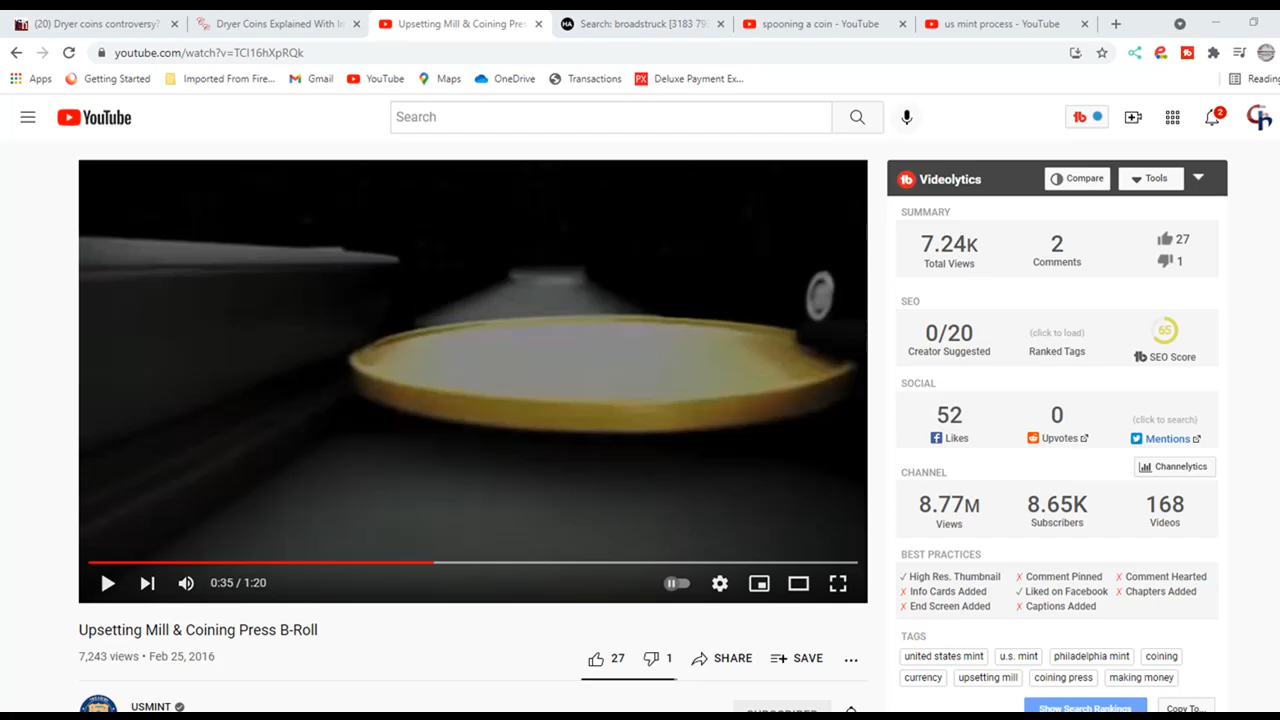 (20) Dryer coins controversy?
Dryer Coins Explained With In
Upsetting Mill & Coining Pres
Search: broadstruck [3183 79
spooning a coin - YouTube
us mint process - YouTube
youtube.com/watch?v=TCI16hXpRQk
Apps
Getting Started
Imported From Fire...
Gmail
YouTube
Maps
OneDrive
Transactions
PX
Deluxe Payment Ex...
Reading
YouTube
Search
tb
2
Ch
tb Videolytics
Compare
Tools
SUMMARY
7.24K
Total Views
2
Comments
27
1
SEO
0/20
Creator Suggested
(click to load)
Ranked Tags
65
tb SEO Score
SOCIAL
52
Likes
0
Upvotes
(click to search)
Mentions
CHANNEL
Channelytics
8.77M
Views
8.65K
Subscribers
168
Videos
BEST PRACTICES
✓ High Res. Thumbnail
✗ Comment Pinned
✗ Comment Hearted
✗ Info Cards Added
✓ Liked on Facebook
✗ Chapters Added
✗ End Screen Added
✗ Captions Added
TAGS
united states mint
u.s. mint
philadelphia mint
coining
currency
upsetting mill
coining press
making money
Show Search Rankings
Copy To...
0:35 / 1:20
Upsetting Mill & Coining Press B-Roll
7,243 views • Feb 25, 2016
27
1
SHARE
SAVE
USMINT
SUBSCRIBED